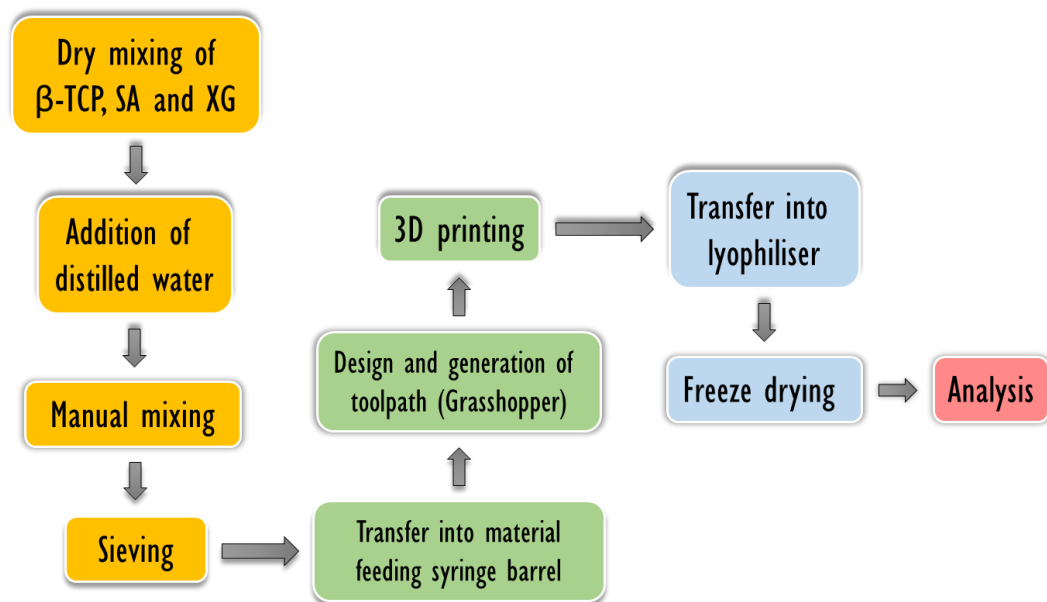 Dry mixing of
β-TCP, SA and XG
Addition of
distilled water
Manual mixing
Sieving
Transfer into material
feeding syringe barrel
Design and generation of
toolpath (Grasshopper)
3D printing
Transfer into
lyophiliser
Freeze drying
Analysis